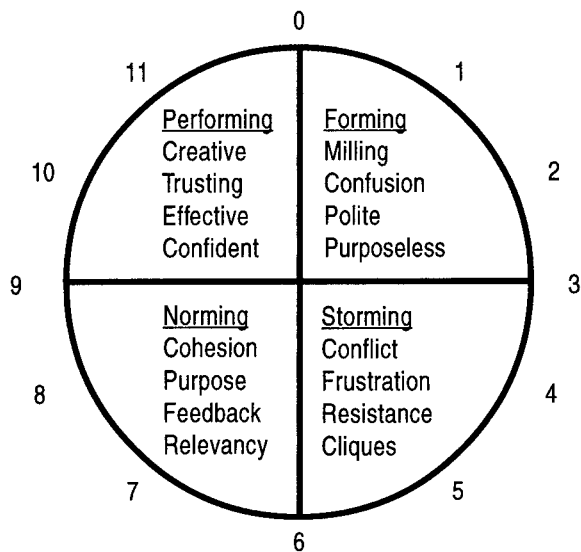 0
11
1
Performing
Creative
Trusting
Effective
Confident
Forming
Milling
Confusion
Polite
Purposeless
10
2
9
3
Norming
Cohesion
Purpose
Feedback
Relevancy
Storming
Conflict
Frustration
Resistance
Cliques
8
4
7
5
6